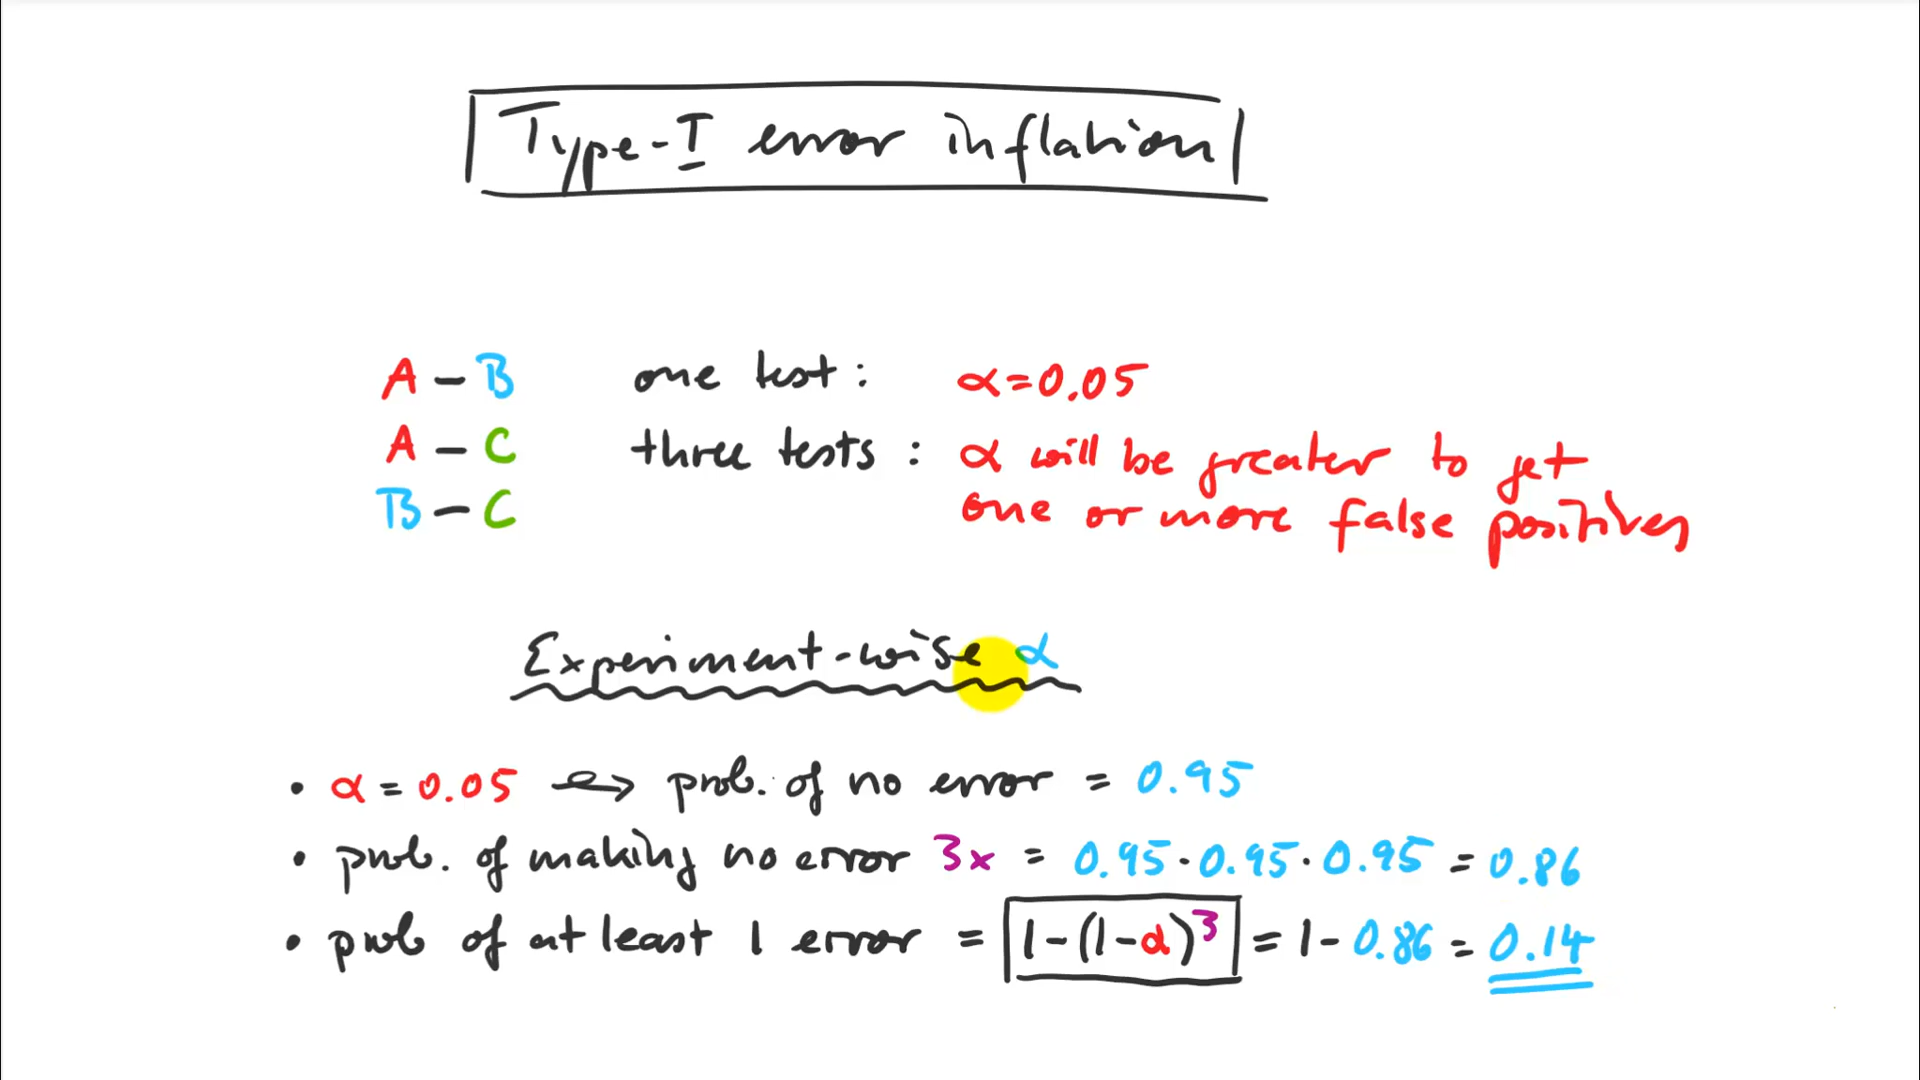 Type-I error inflation
A - B one test: α=0.05
A - C three tests: α will be greater to get
B - C one or more false positives
Experiment-wise α
• α = 0.05 ↔ prob. of no error = 0.95
• prob. of making no error 3x = 0.95·0.95·0.95 = 0.86
• prob of at least 1 error = 1-(1-α)³ = 1-0.86 = 0.14